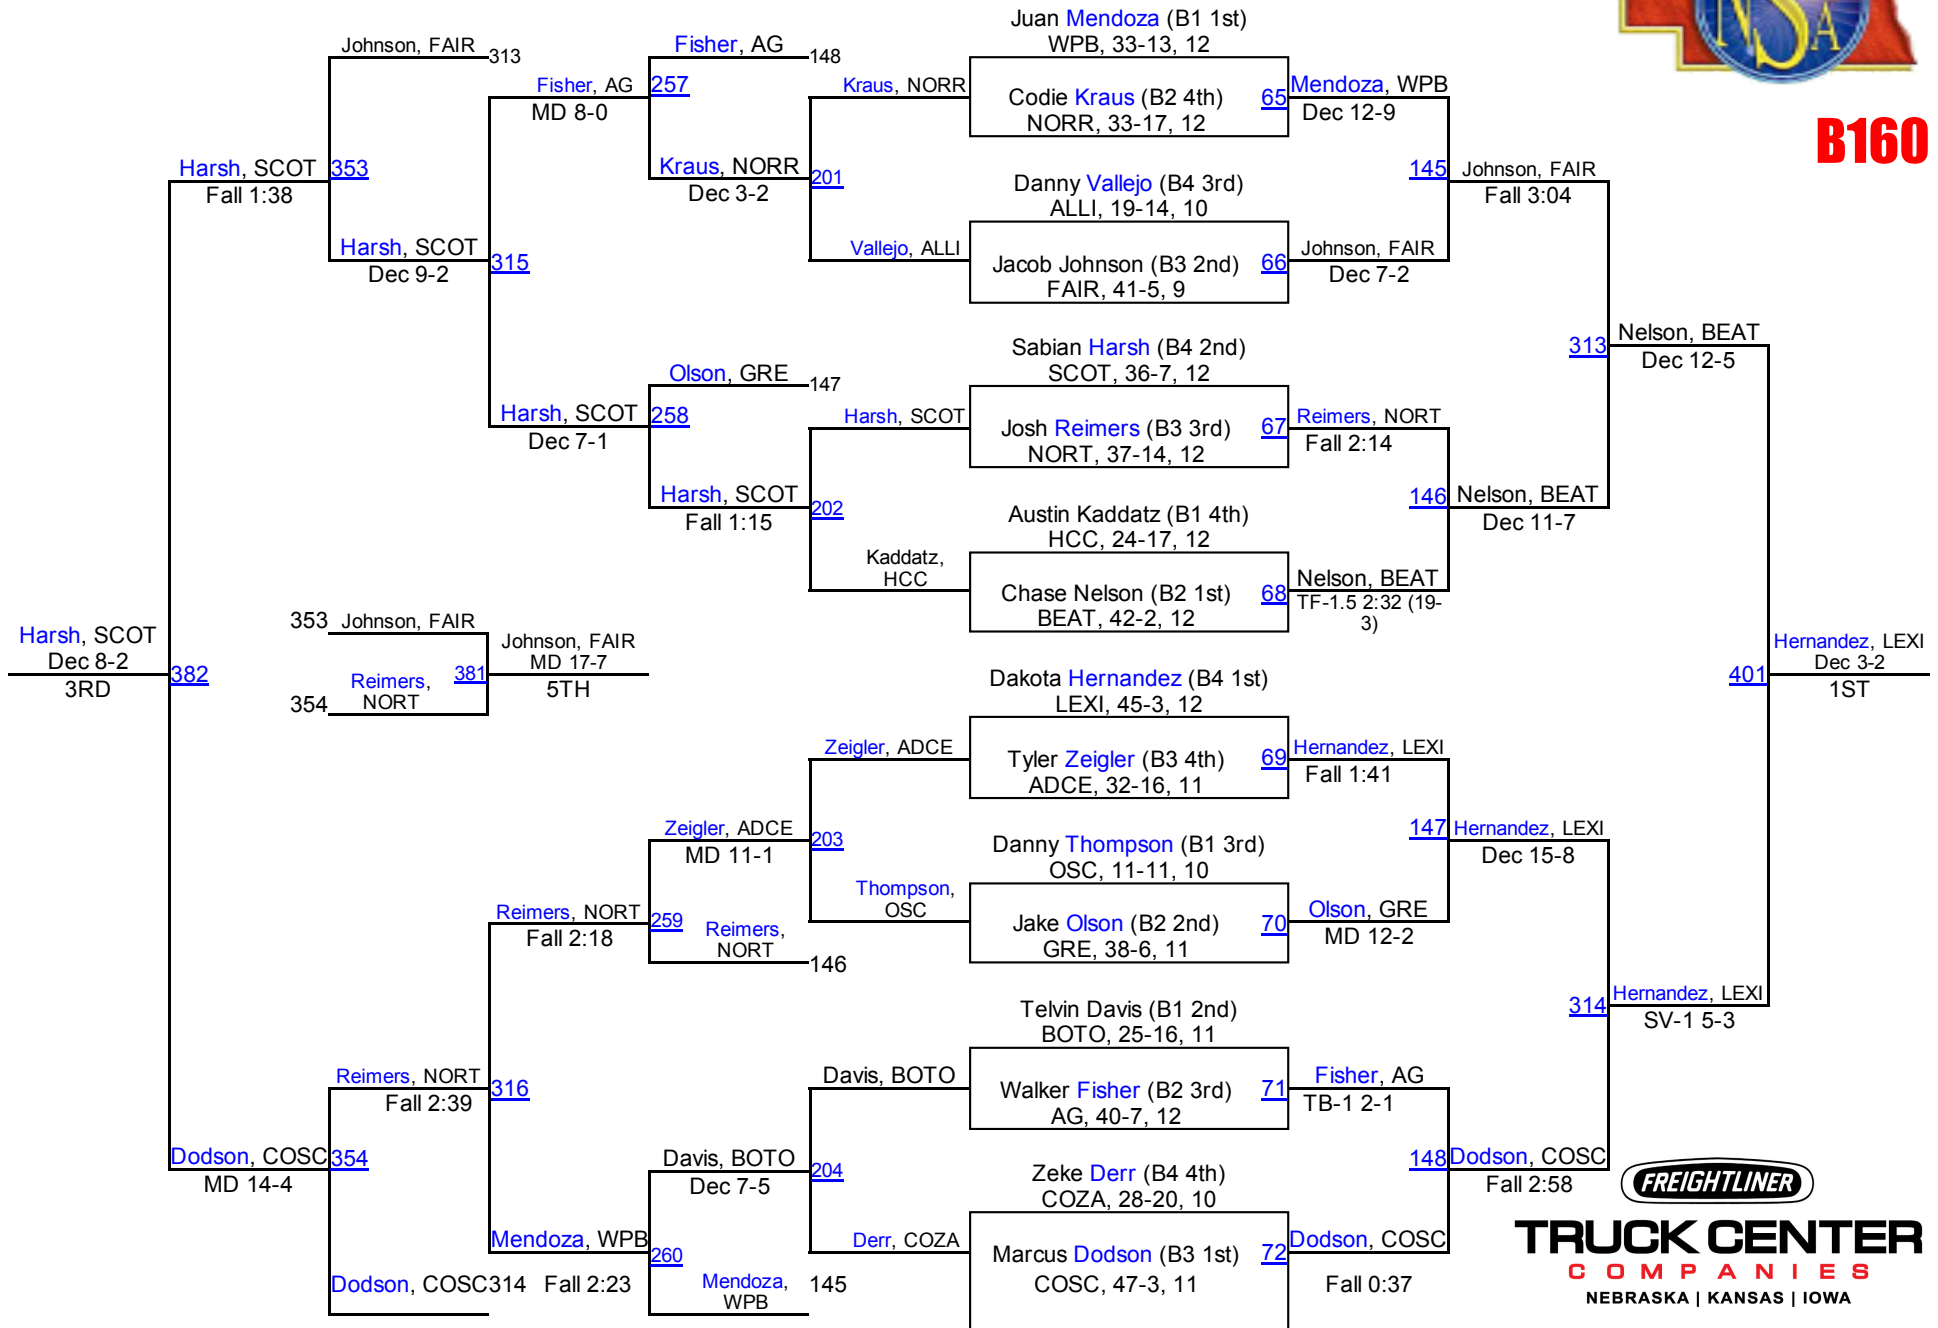 Juan Mendoza (B1 1st)
WPB, 33-13, 12
NSA
B160
Johnson, FAIR
313
Fisher, AG
148
Fisher, AG
257
MD 8-0
Kraus, NORR
Codie Kraus (B2 4th)
NORR, 33-17, 12
65
Mendoza, WPB
Dec 12-9
Harsh, SCOT
353
Fall 1:38
Kraus, NORR
201
Dec 3-2
Danny Vallejo (B4 3rd)
ALLI, 19-14, 10
145
Johnson, FAIR
Fall 3:04
Harsh, SCOT
315
Dec 9-2
Vallejo, ALLI
Jacob Johnson (B3 2nd)
FAIR, 41-5, 9
66
Johnson, FAIR
Dec 7-2
Sabian Harsh (B4 2nd)
SCOT, 36-7, 12
313
Nelson, BEAT
Dec 12-5
Olson, GRE
147
Harsh, SCOT
258
Dec 7-1
Harsh, SCOT
Josh Reimers (B3 3rd)
NORT, 37-14, 12
67
Reimers, NORT
Fall 2:14
Harsh, SCOT
202
Fall 1:15
Austin Kaddatz (B1 4th)
HCC, 24-17, 12
146
Nelson, BEAT
Dec 11-7
Kaddatz,
HCC
Chase Nelson (B2 1st)
BEAT, 42-2, 12
68
Nelson, BEAT
TF-1.5 2:32 (19-
3)
Harsh, SCOT
Dec 8-2
3RD
382
353
Johnson, FAIR
354
Reimers,
NORT
381
Johnson, FAIR
MD 17-7
5TH
Dakota Hernandez (B4 1st)
LEXI, 45-3, 12
401
Hernandez, LEXI
Dec 3-2
1ST
Zeigler, ADCE
Tyler Zeigler (B3 4th)
ADCE, 32-16, 11
69
Hernandez, LEXI
Fall 1:41
Zeigler, ADCE
203
MD 11-1
Danny Thompson (B1 3rd)
OSC, 11-11, 10
147
Hernandez, LEXI
Dec 15-8
Thompson,
OSC
Jake Olson (B2 2nd)
GRE, 38-6, 11
70
Olson, GRE
MD 12-2
Reimers, NORT
259
Fall 2:18
Reimers,
NORT
146
Telvin Davis (B1 2nd)
BOTO, 25-16, 11
314
Hernandez, LEXI
SV-1 5-3
Reimers, NORT
316
Fall 2:39
Davis, BOTO
Walker Fisher (B2 3rd)
AG, 40-7, 12
71
Fisher, AG
TB-1 2-1
Dodson, COSC
354
MD 14-4
Davis, BOTO
204
Dec 7-5
Zeke Derr (B4 4th)
COZA, 28-20, 10
148
Dodson, COSC
Fall 2:58
Mendoza, WPB
260
Fall 2:23
Derr, COZA
Marcus Dodson (B3 1st)
COSC, 47-3, 11
72
Dodson, COSC
Fall 0:37
Dodson, COSC
314
Mendoza,
WPB
145
FREIGHTLINER
TRUCK CENTER
COMPANIES
NEBRASKA | KANSAS | IOWA